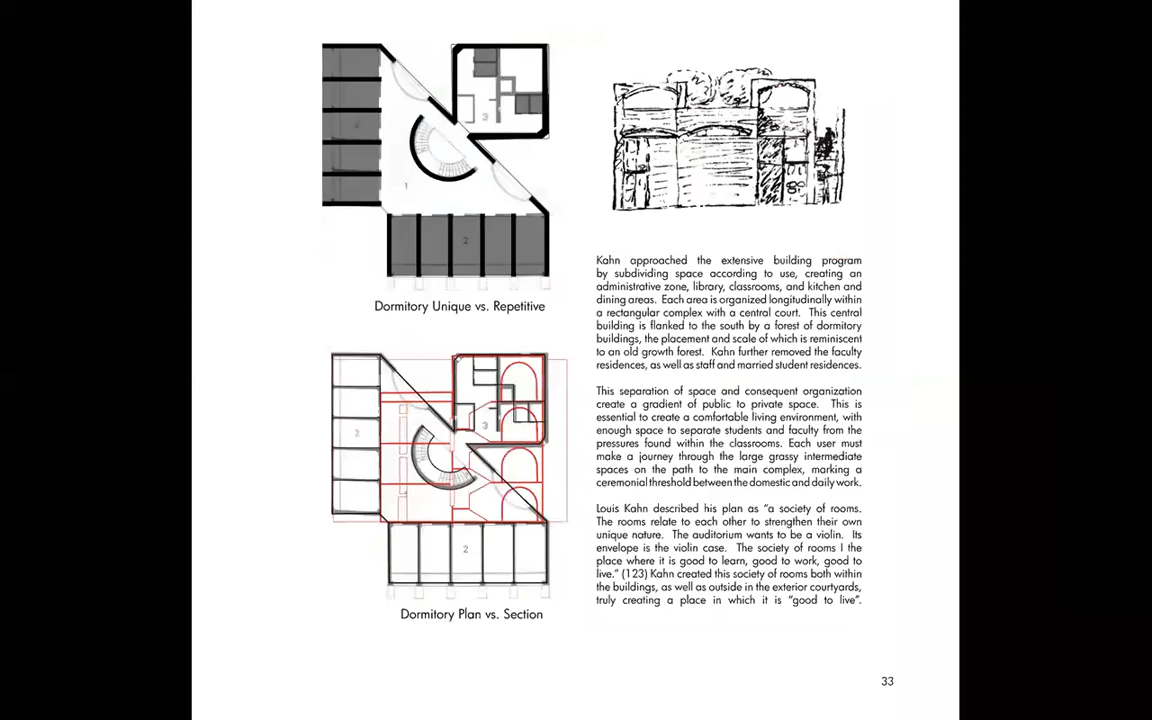 3
1
2
Dormitory Unique vs. Repetitive
2
3
2
Dormitory Plan vs. Section
Kahn approached the extensive building program
by subdividing space according to use, creating an
administrative zone, library, classrooms, and kitchen and
dining areas. Each area is organized longitudinally within
a rectangular complex with a central court. This central
building is flanked to the south by a forest of dormitory
buildings, the placement and scale of which is reminiscent
to an old growth forest. Kahn further removed the faculty
residences, as well as staff and married student residences.
This separation of space and consequent organization
create a gradient of public to private space. This is
essential to create a comfortable living environment, with
enough space to separate students and faculty from the
pressures found within the classrooms. Each user must
make a journey through the large grassy intermediate
spaces on the path to the main complex, marking a
ceremonial threshold between the domestic and daily work.
Louis Kahn described his plan as “a society of rooms.
The rooms relate to each other to strengthen their own
unique nature. The auditorium wants to be a violin. Its
envelope is the violin case. The society of rooms I the
place where it is good to learn, good to work, good to
live.” (123) Kahn created this society of rooms both within
the buildings, as well as outside in the exterior courtyards,
truly creating a place in which it is “good to live”.
33